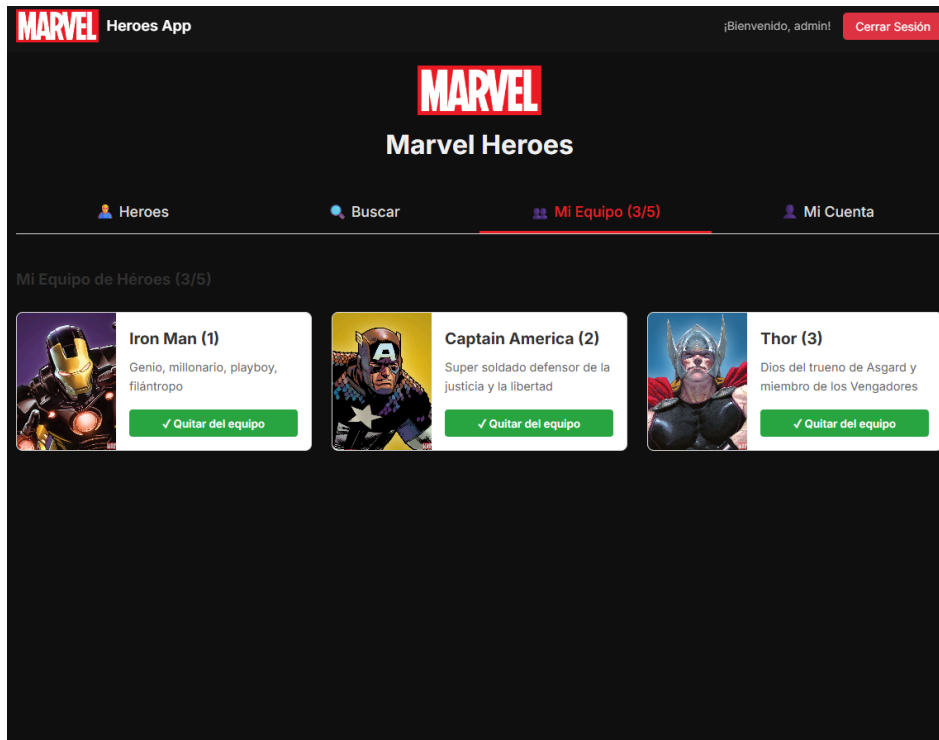 MARVEL Heroes App
¡Bienvenido, admin!
Cerrar Sesión
MARVEL
Marvel Heroes
Heroes
Buscar
Mi Equipo (3/5)
Mi Cuenta
Mi Equipo de Héroes (3/5)
Iron Man (1)
Genio, millonario, playboy,
filántropo
✓ Quitar del equipo
Captain America (2)
Super soldado defensor de la
justicia y la libertad
✓ Quitar del equipo
Thor (3)
Dios del trueno de Asgard y
miembro de los Vengadores
✓ Quitar del equipo